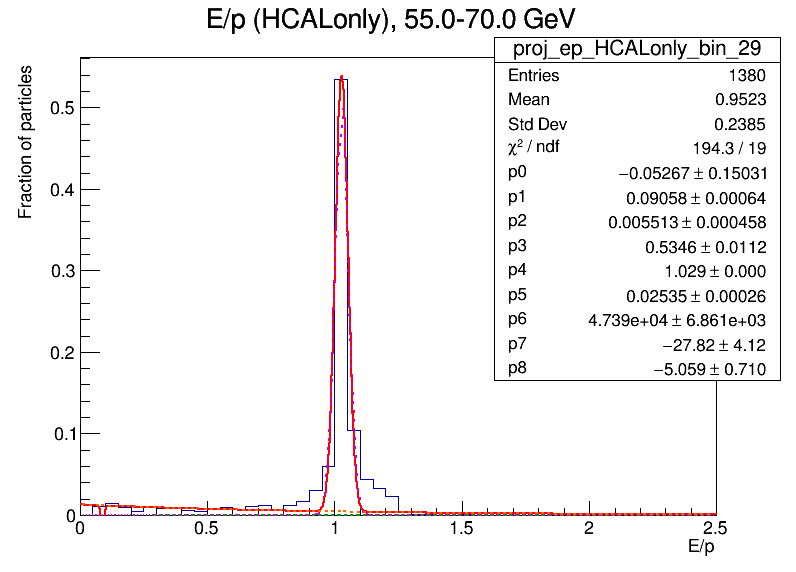 E/p (HCALonly), 55.0-70.0 GeV
proj_ep_HCALonly_bin_29
Entries 1380
Mean 0.9523
Std Dev 0.2385
χ² / ndf 194.3 / 19
p0 −0.05267 ± 0.15031
p1 0.09058 ± 0.00064
p2 0.005513 ± 0.000458
p3 0.5346 ± 0.0112
p4 1.029 ± 0.000
p5 0.02535 ± 0.00026
p6 4.739e+04 ± 6.861e+03
p7 −27.82 ± 4.12
p8 −5.059 ± 0.710
Fraction of particles
0.5
0.4
0.3
0.2
0.1
0
0 0.5 1 1.5 2 2.5
E/p